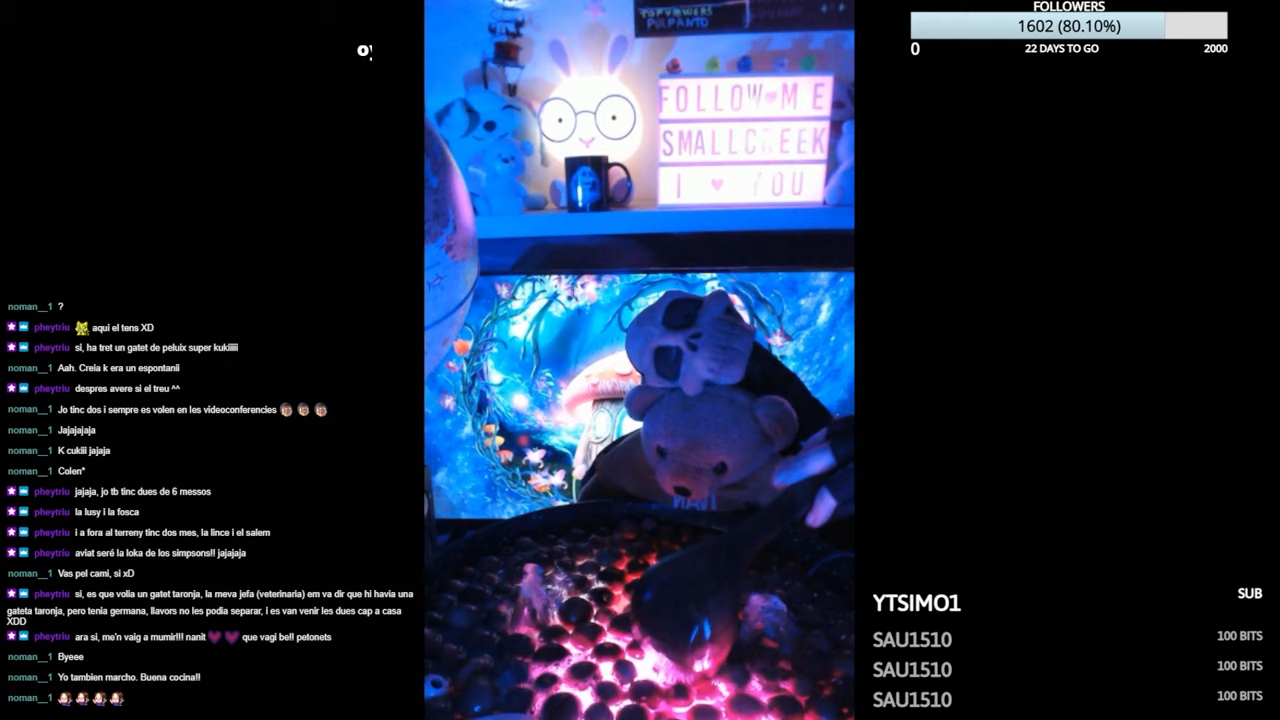 FOLLOWERS
1602 (80.10%)
0
22 DAYS TO GO
2000
TOPVIEWERS
PULPANTO
FOLLOW♥ME
SMALLCREEK
I ♥ YOU
noman__1 ?
pheytriu aqui el tens XD
pheytriu si, ha tret un gatet de peluix super kukiiiii
noman__1 Aah. Creia k era un espontanii
pheytriu despres avere si el treu ^^
noman__1 Jo tinc dos i sempre es volen en les videoconferencies
noman__1 Jajajajaja
noman__1 K cukiii jajaja
noman__1 Colen*
pheytriu jajaja, jo tb tinc dues de 6 messos
pheytriu la lusy i la fosca
pheytriu i a fora al terreny tinc dos mes, la lince i el salem
pheytriu aviat seré la loka de los simpsons!! jajajaja
noman__1 Vas pel cami, si xD
pheytriu si, es que volia un gatet taronja, la meva jefa (veterinaria) em va dir que hi havia una
gateta taronja, pero tenia germana, llavors no les podia separar, i es van venir les dues cap a casa
XDD
pheytriu ara si, me'n vaig a mumir!!! nanit 💜 💜 que vagi be!! petonets
noman__1 Byeee
noman__1 Yo tambien marcho. Buena cocina!!
noman__1
YTSIMO1 SUB
SAU1510 100 BITS
SAU1510 100 BITS
SAU1510 100 BITS